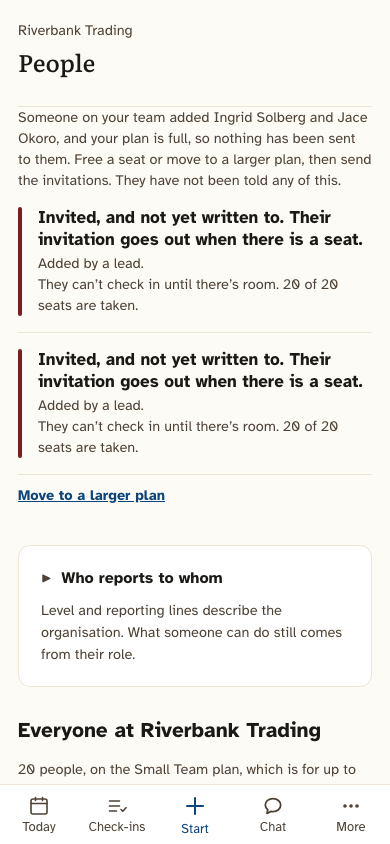 Riverbank Trading
People
Someone on your team added Ingrid Solberg and Jace
Okoro, and your plan is full, so nothing has been sent
to them. Free a seat or move to a larger plan, then send
the invitations. They have not been told any of this.
Invited, and not yet written to. Their
invitation goes out when there is a seat.
Added by a lead.
They can’t check in until there’s room. 20 of 20
seats are taken.
Invited, and not yet written to. Their
invitation goes out when there is a seat.
Added by a lead.
They can’t check in until there’s room. 20 of 20
seats are taken.
Move to a larger plan
Who reports to whom
Level and reporting lines describe the
organisation. What someone can do still comes
from their role.
Everyone at Riverbank Trading
20 people, on the Small Team plan, which is for up to
Today
Check-ins
Start
Chat
More